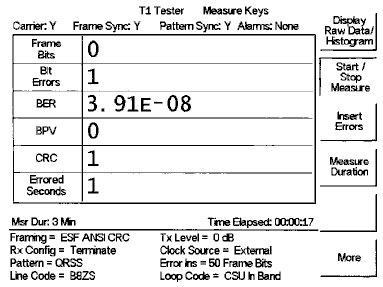 T1 Tester Measure Keys
Carrier: Y Frame Sync: Y Pattern Sync: Y Alarms: None
Display
Raw Data/
Histogram
Frame
Bits
0
Bit
Errors
1
Start /
Stop
Measure
BER
3.91E-08
Insert
Errors
BPV
0
CRC
1
Measure
Duration
Errored
Seconds
1
Msr Dur: 3 Min Time Elapsed: 00:00:17
Framing = ESF ANSI CRC Tx Level = 0 dB
Rx Config = Terminate Clock Source = External
Pattern = QRSS Error ins = 50 Frame Bits
Line Code = B8ZS Loop Code = CSU In Band
More